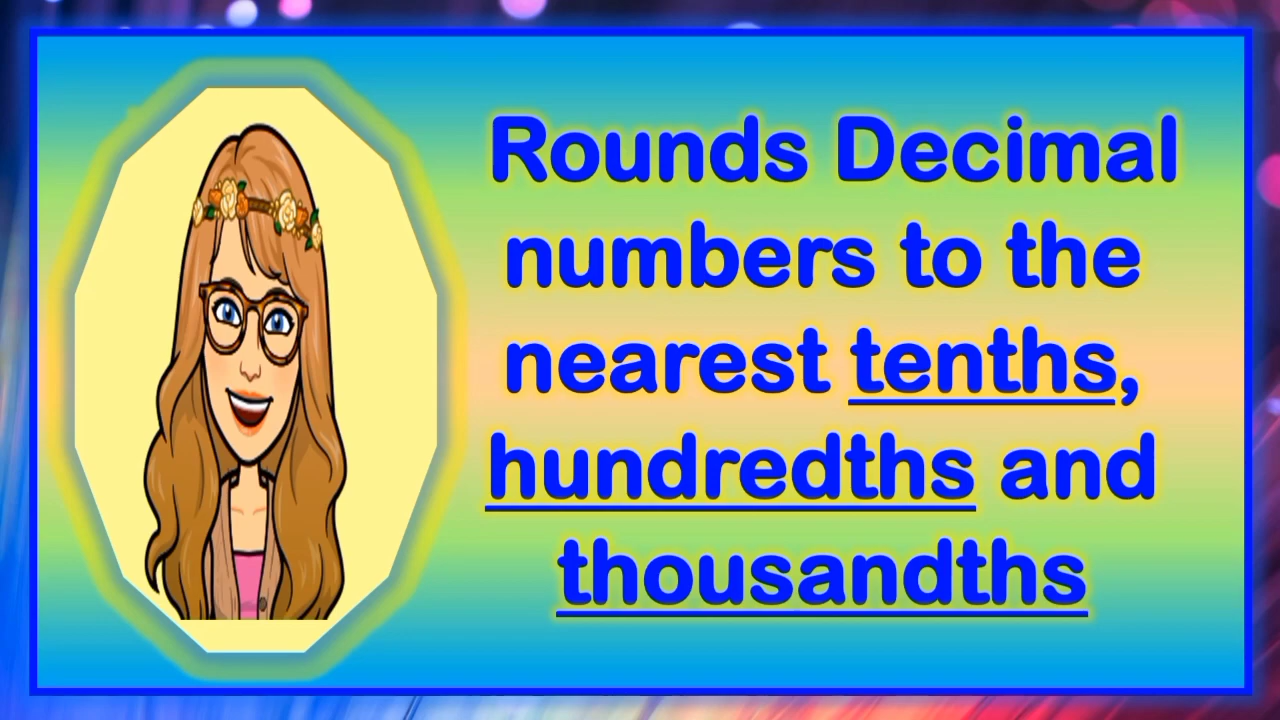 Rounds Decimal
numbers to the
nearest tenths,
hundredths and
thousandths